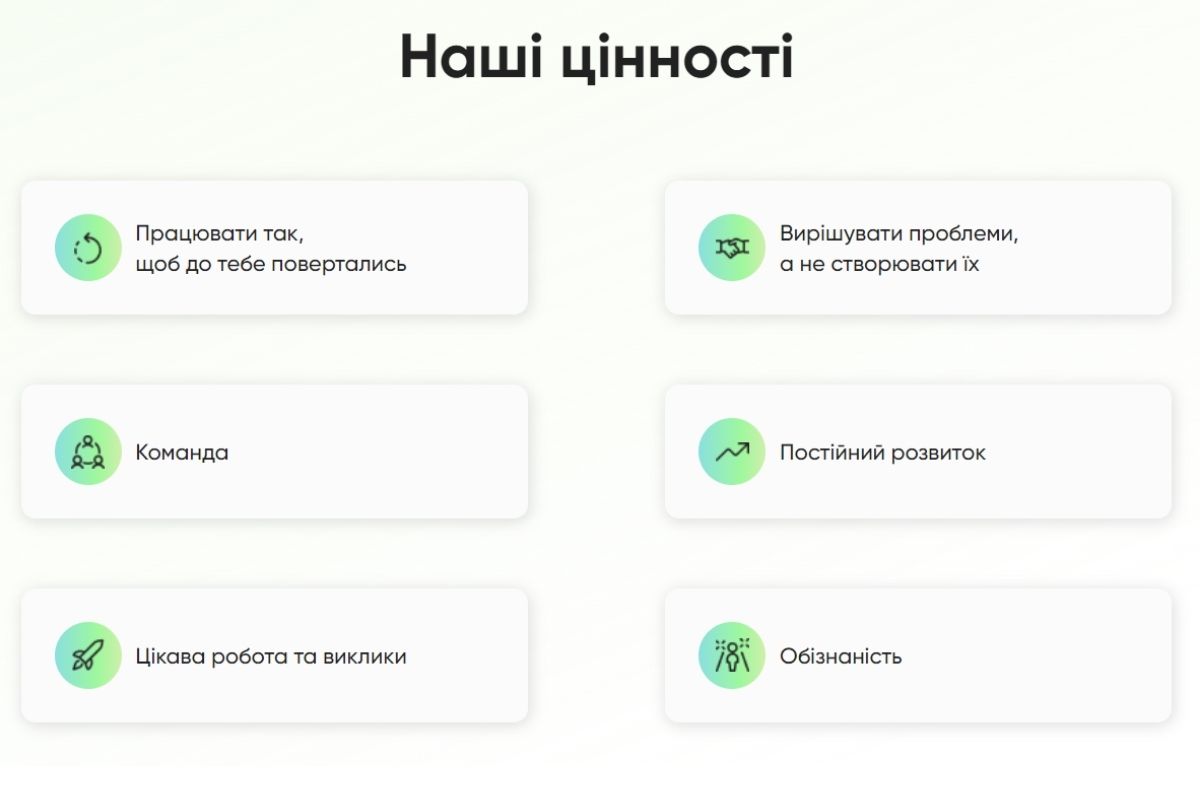 Наші цінності
Працювати так,
щоб до тебе повертались
Вирішувати проблеми,
а не створювати їх
Команда
Постійний розвиток
Цікава робота та виклики
Обізнаність